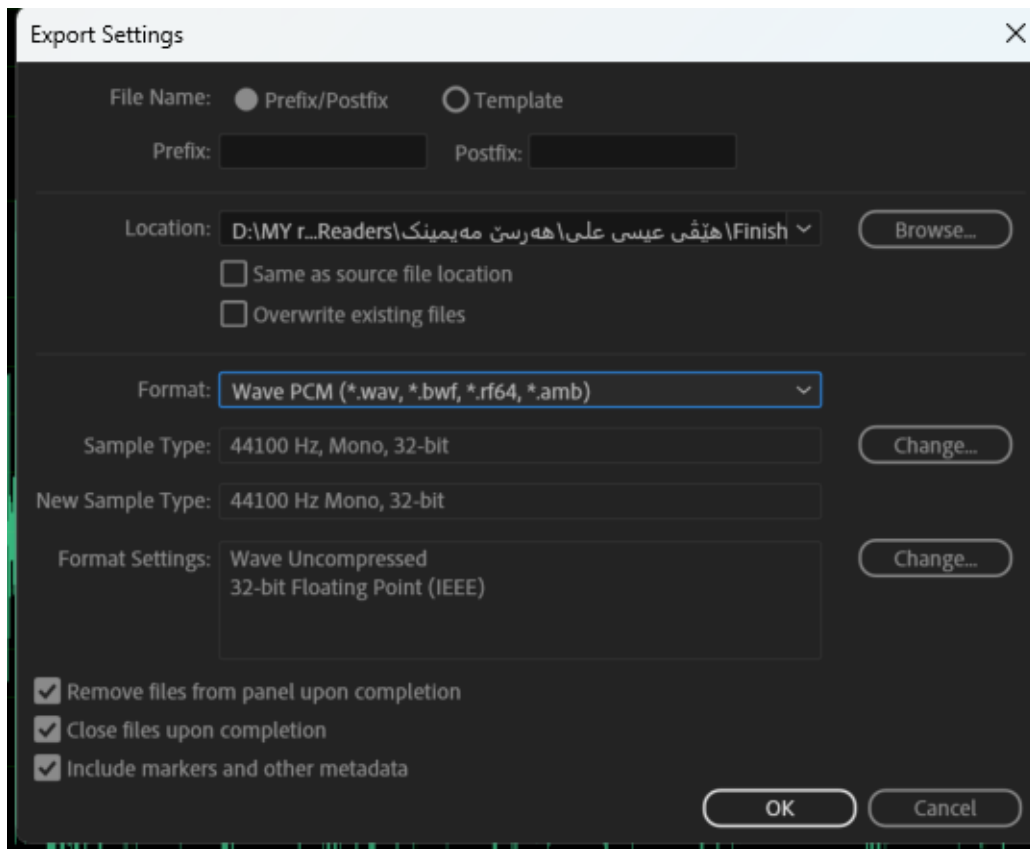 Export Settings
File Name: Prefix/Postfix Template
Prefix: Postfix:
Location: D:\MY r...Readers\هێڤی عیسی علی\هەرسێ مەیمینک\Finish Browse...
Same as source file location
Overwrite existing files
Format: Wave PCM (*.wav, *.bwf, *.rf64, *.amb)
Sample Type: 44100 Hz, Mono, 32-bit Change...
New Sample Type: 44100 Hz Mono, 32-bit
Format Settings: Wave Uncompressed Change...
32-bit Floating Point (IEEE)
Remove files from panel upon completion
Close files upon completion
Include markers and other metadata
OK Cancel